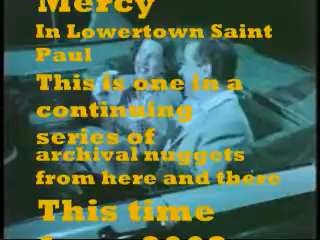 Mercy
In Lowertown Saint
Paul
This is one in a
continuing
series of
archival nuggets
from here and there
This time